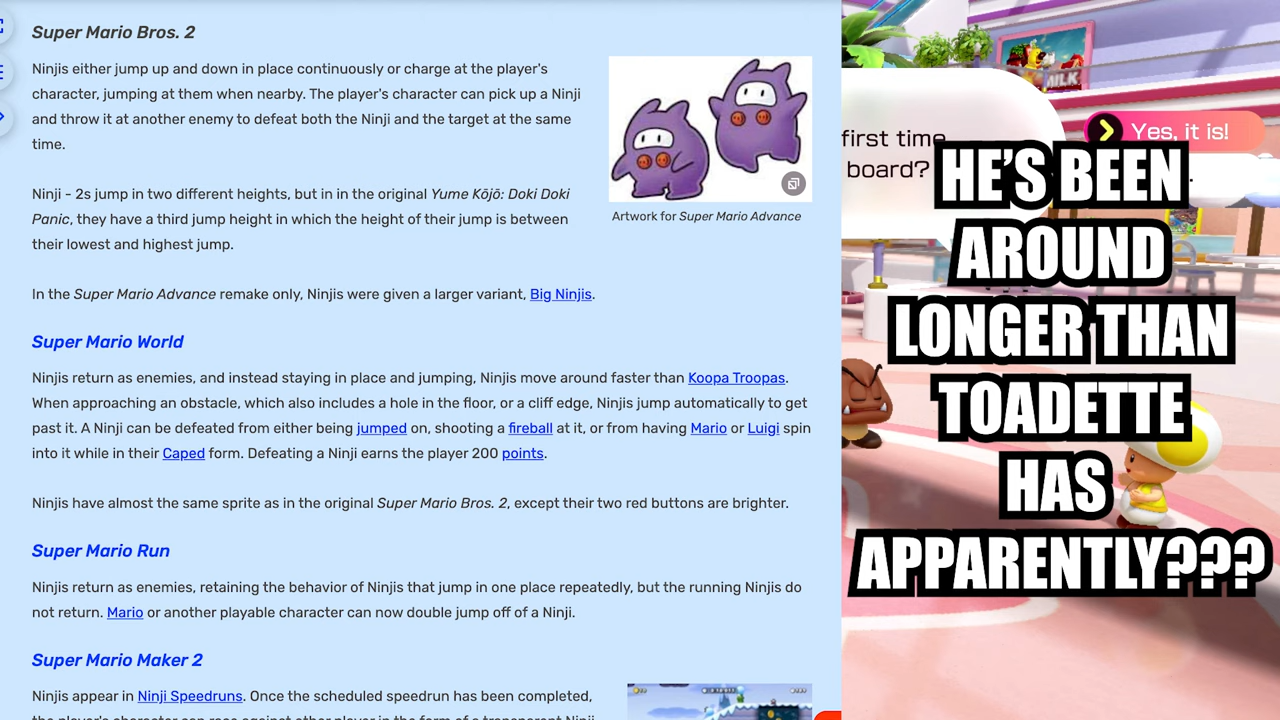 Super Mario Bros. 2
Ninjis either jump up and down in place continuously or charge at the player's
character, jumping at them when nearby. The player's character can pick up a Ninji
and throw it at another enemy to defeat both the Ninji and the target at the same
time.
Ninji - 2s jump in two different heights, but in in the original Yume Kōjō: Doki Doki
Panic, they have a third jump height in which the height of their jump is between
their lowest and highest jump.
Artwork for Super Mario Advance
In the Super Mario Advance remake only, Ninjis were given a larger variant, Big Ninjis.
Super Mario World
Ninjis return as enemies, and instead staying in place and jumping, Ninjis move around faster than Koopa Troopas.
When approaching an obstacle, which also includes a hole in the floor, or a cliff edge, Ninjis jump automatically to get
past it. A Ninji can be defeated from either being jumped on, shooting a fireball at it, or from having Mario or Luigi spin
into it while in their Caped form. Defeating a Ninji earns the player 200 points.
Ninjis have almost the same sprite as in the original Super Mario Bros. 2, except their two red buttons are brighter.
Super Mario Run
Ninjis return as enemies, retaining the behavior of Ninjis that jump in one place repeatedly, but the running Ninjis do
not return. Mario or another playable character can now double jump off of a Ninji.
Super Mario Maker 2
Ninjis appear in Ninji Speedruns. Once the scheduled speedrun has been completed,
the player's character can race against other player in the form of a transparent Ninji
MILK
first time
board?
Yes, it is!
HE'S BEEN
AROUND
LONGER THAN
TOADETTE
HAS
APPARENTLY???